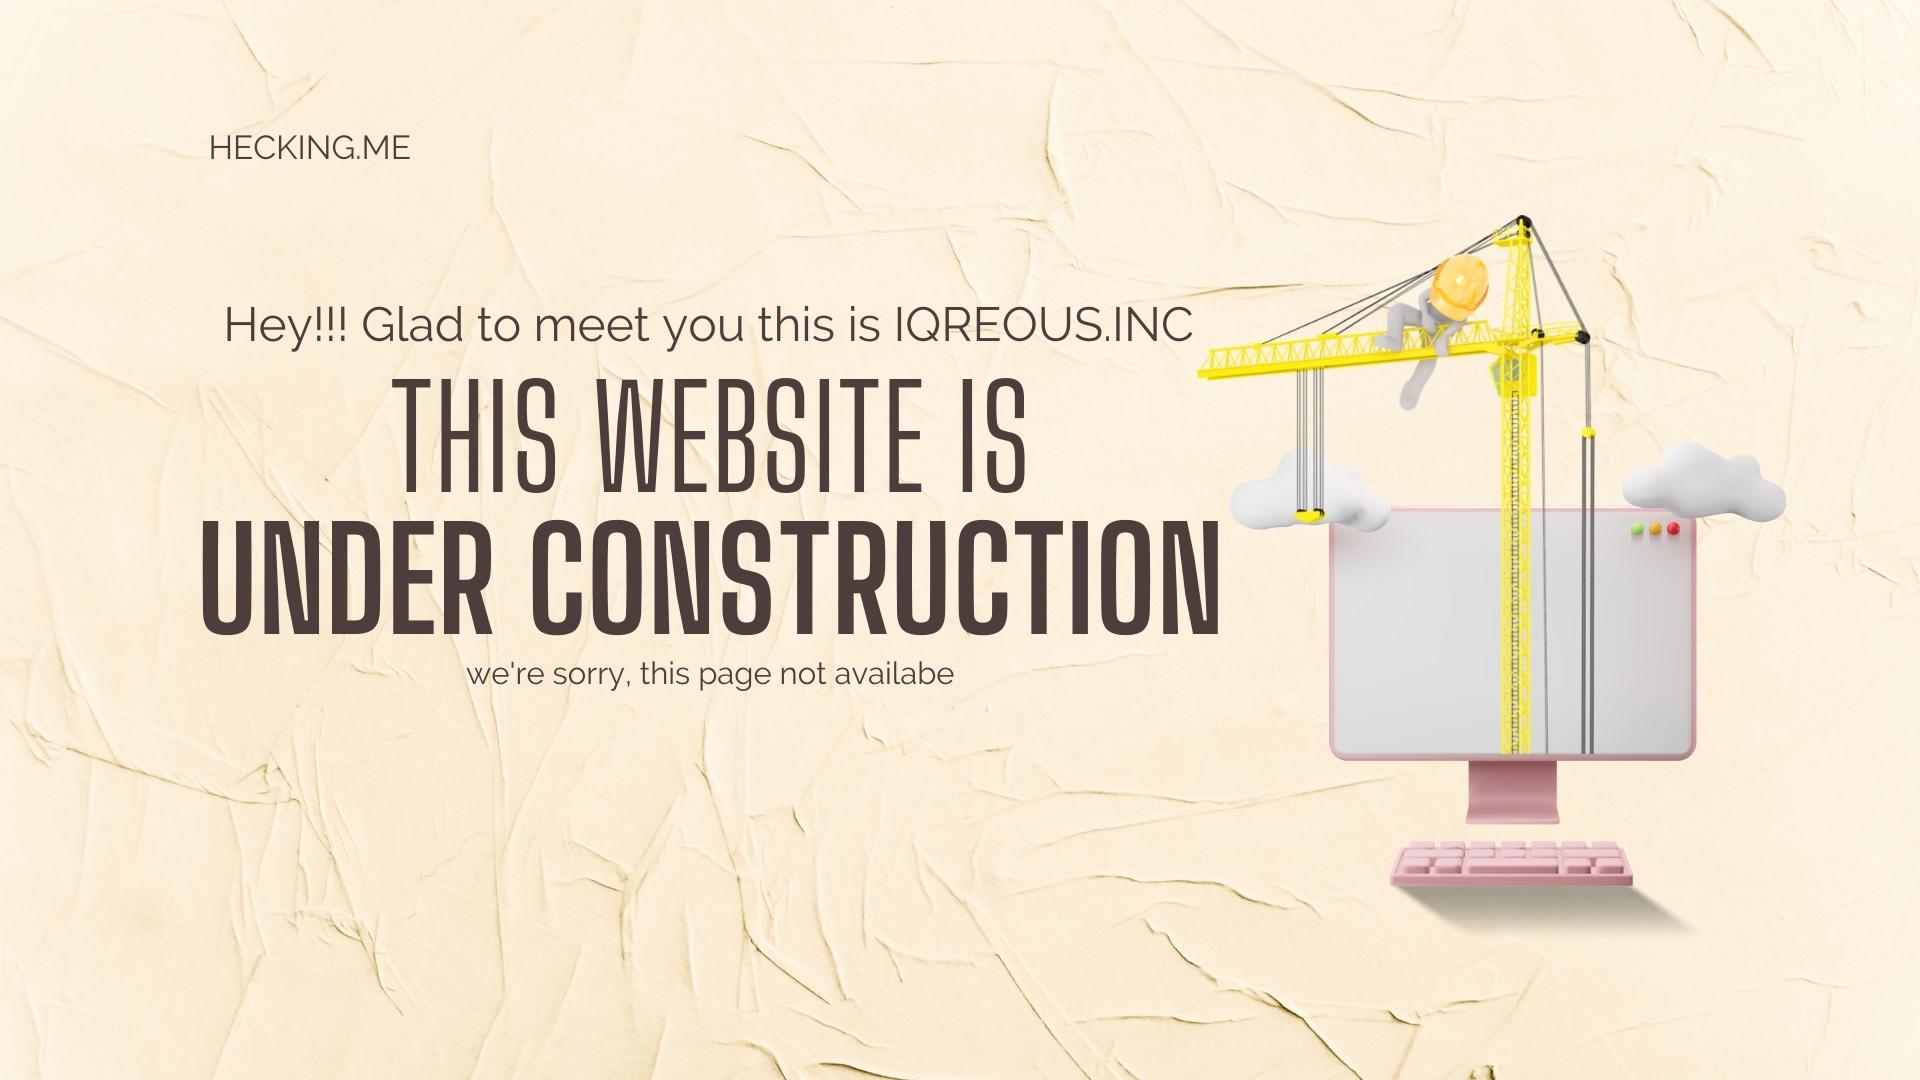 HECKING.ME
Hey!!! Glad to meet you this is IQREOUS.INC
THIS WEBSITE IS
UNDER CONSTRUCTION
we're sorry, this page not availabe